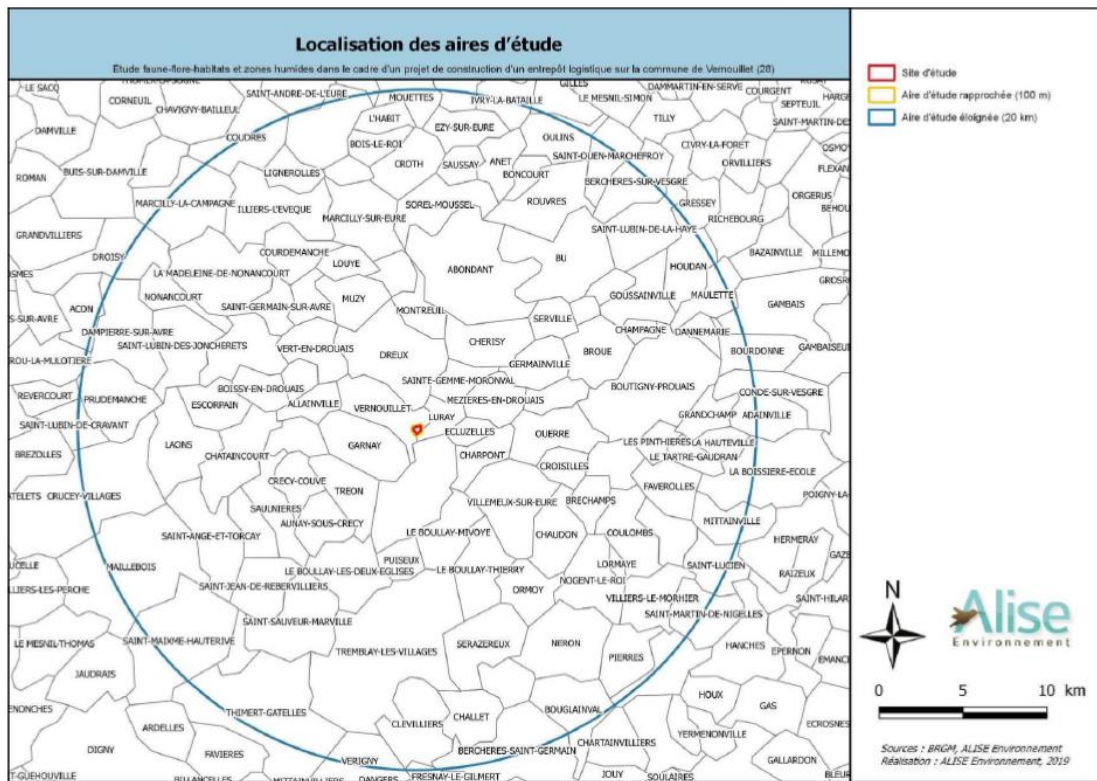 Localisation des aires d'étude
Étude faune-flore-habitats et zones humides dans le cadre d'un projet de construction d'un entrepôt logistique sur la commune de Vernouillet (28)
Site d'étude
Aire d'étude rapprochée (100 m)
Aire d'étude éloignée (20 km)
LE SACQ
CORNEUIL
CHAVIGNY-BAILLEUL
SAINT-ANDRE-DE-L'EURE
MOUETTES
IVRY-LA-BATAILLE
GILLES
LE MESNIL-SIMON
DAMMARTIN-EN-SERVE
COURGENT
SEPTEUIL
DAMVILLE
COUDRES
L'HABIT
EZY-SUR-EURE
OULINS
TILLY
BOIS-LE-ROI
CIVRY-LA-FORET
ROMAN
BUIS-SUR-DAMVILLE
LIGNEROLLES
CROTH
SAUSSAY
ANET
BONCOURT
SAINT-OUEN-MARCHEFROY
ORVILLIERS
BERCHERES-SUR-VESGRE
ORGERUS
MARCILLY-LA-CAMPAGNE
ILLIERS-L'EVEQUE
MARCILLY-SUR-EURE
SOREL-MOUSSEL
ROUVRES
GRESSEY
RICHEBOURG
GRANDVILLIERS
SAINT-LUBIN-DE-LA-HAYE
DROISY
COURDEMANCHE
LOUYE
BU
BAZAINVILLE
LA MADELEINE-DE-NONANCOURT
ABONDANT
HOUDAN
ACON
NONANCOURT
SAINT-GERMAIN-SUR-AVRE
MUZY
MONTREUIL
GOUSSAINVILLE
MAULETTE
GAMBAIS
DAMPIERRE-SUR-AVRE
SERVILLE
CHAMPAGNE
DANNEMARIE
SAINT-LUBIN-DES-JONCHERETS
VERT-EN-DROUAIS
DREUX
CHERISY
BROUE
BOURDONNE
GERMAINVILLE
REVERCOURT
PRUDEMANCHE
BOISSY-EN-DROUAIS
SAINTE-GEMME-MORONVAL
BOUTIGNY-PROUAIS
CONDE-SUR-VESGRE
ESCORPAIN
ALLAINVILLE
VERNOUILLET
MEZIERES-EN-DROUAIS
SAINT-LUBIN-DE-CRAVANT
LURAY
GRANDCHAMP
ADAINVILLE
LAONS
GARNAY
ECLUZELLES
OUERRE
LES PINTHIERES
LA HAUTEVILLE
BREZOLLES
CHATAINCOURT
CHARPONT
LE TARTRE-GAUDRAN
CROISILLES
LA BOISSIERE-ECOLE
CRUCEY-VILLAGES
CRECY-COUVE
TREON
FAVEROLLES
SAULNIERES
VILLEMEUX-SUR-EURE
BRECHAMPS
AUNAY-SOUS-CRECY
MITTAINVILLE
SAINT-ANGE-ET-TORCAY
LE BOULLAY-MIVOYE
CHAUDON
COULOMBS
HERMERAY
MAILLEBOIS
PUISEUX
LORMAYE
SAINT-LUCIEN
LE BOULLAY-LES-DEUX-EGLISES
LE BOULLAY-THIERRY
RAIZEUX
SAINT-JEAN-DE-REBERVILLIERS
ORMOY
NOGENT-LE-ROI
VILLIERS-LE-MORHIER
SAINT-MARTIN-DE-NIGELLES
SAINT-SAUVEUR-MARVILLE
LE MESNIL-THOMAS
SAINT-MAIXME-HAUTERIVE
TREMBLAY-LES-VILLAGES
SERAZEREUX
NERON
PIERRES
HANCHES
EPERNON
JAUDRAIS
HOUX
GAS
THIMERT-GATELLES
CLEVILLIERS
CHALLET
BOUGLAINVAL
YERMENONVILLE
ARDELLES
CHARTAINVILLIERS
DIGNY
FAVIERES
BERCHERES-SAINT-GERMAIN
GALLARDON
VERIGNY
FRESNAY-LE-GILMERT
JOUY
SOULAIRES
N
Alise
Environnement
0 5 10 km
Sources : BRGM, ALISE Environnement
Réalisation : ALISE Environnement, 2019